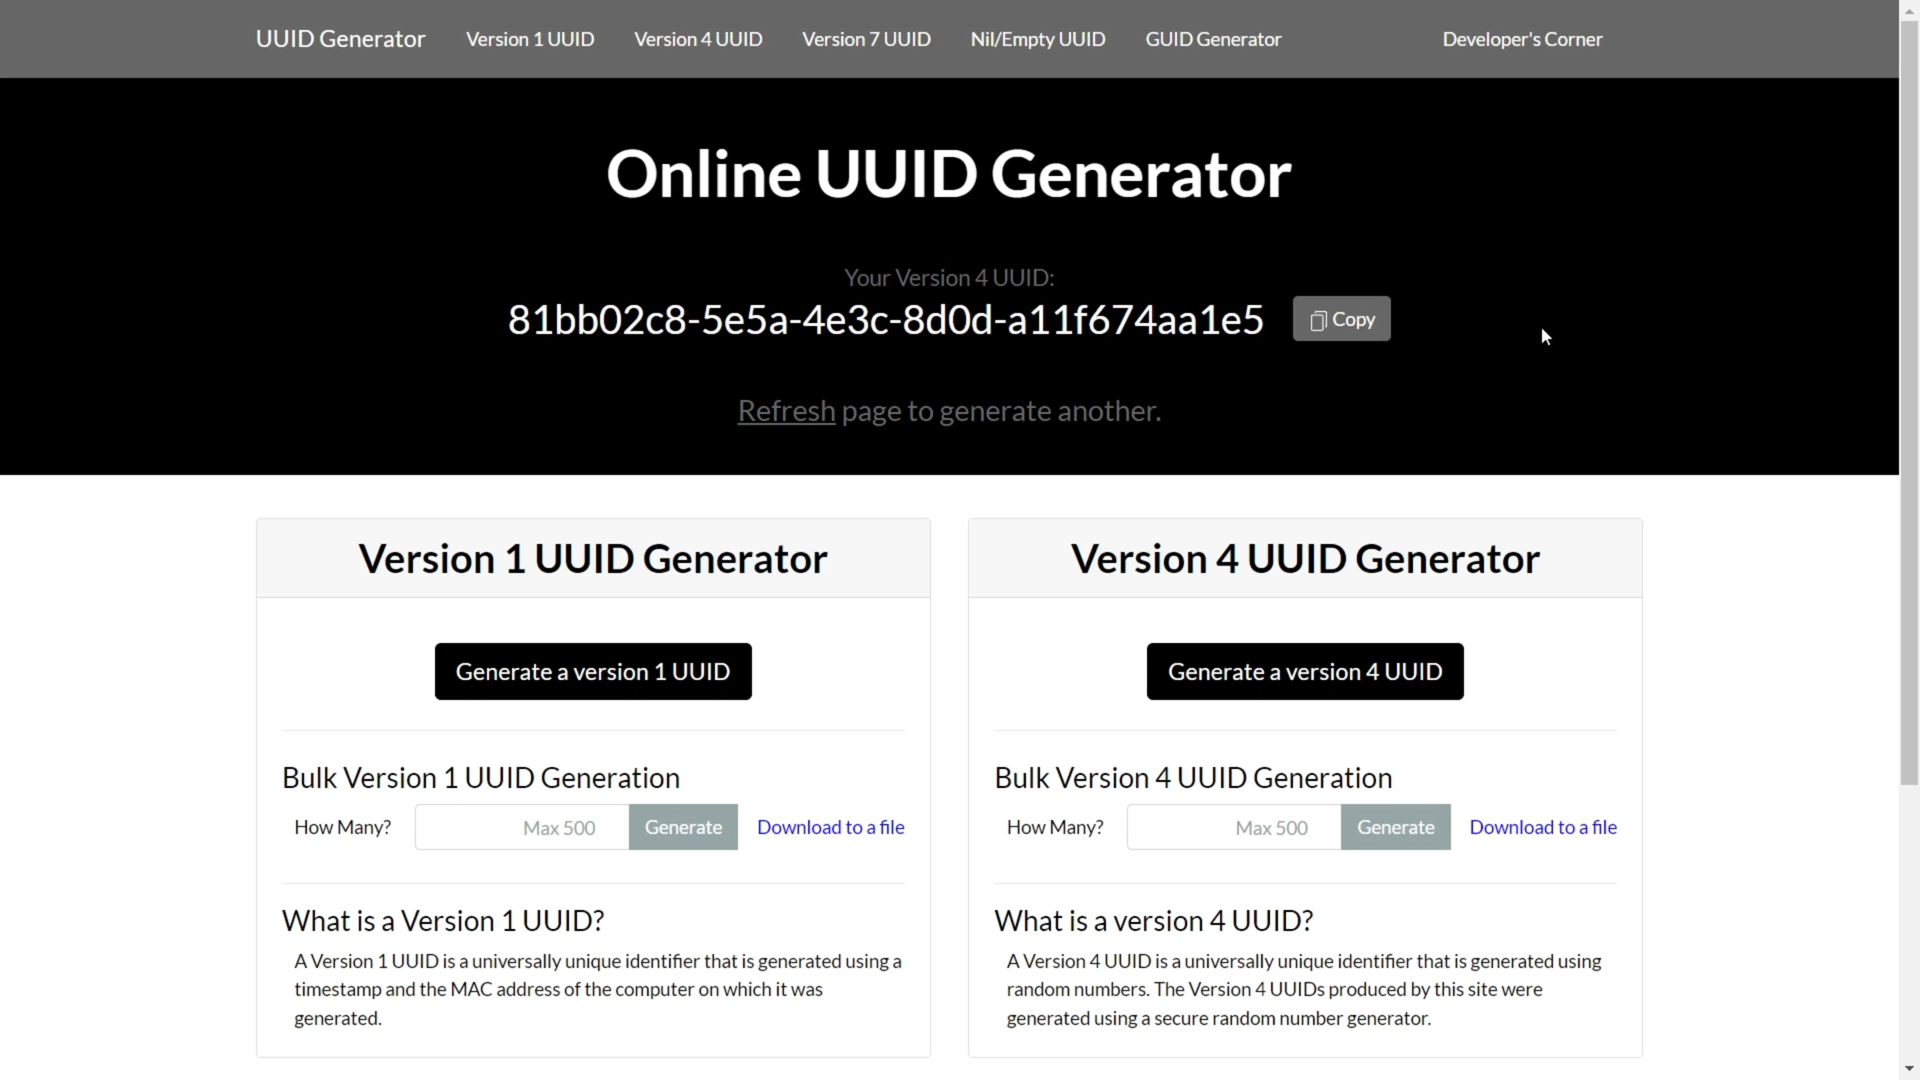 UUID Generator Version 1 UUID Version 4 UUID Version 7 UUID Nil/Empty UUID GUID Generator Developer's Corner
Online UUID Generator
Your Version 4 UUID:
81bb02c8-5e5a-4e3c-8d0d-a11f674aa1e5 Copy
Refresh page to generate another.
Version 1 UUID Generator
Generate a version 1 UUID
Bulk Version 1 UUID Generation
How Many? Max 500 Generate Download to a file
What is a Version 1 UUID?
A Version 1 UUID is a universally unique identifier that is generated using a
timestamp and the MAC address of the computer on which it was
generated.
Version 4 UUID Generator
Generate a version 4 UUID
Bulk Version 4 UUID Generation
How Many? Max 500 Generate Download to a file
What is a version 4 UUID?
A Version 4 UUID is a universally unique identifier that is generated using
random numbers. The Version 4 UUIDs produced by this site were
generated using a secure random number generator.